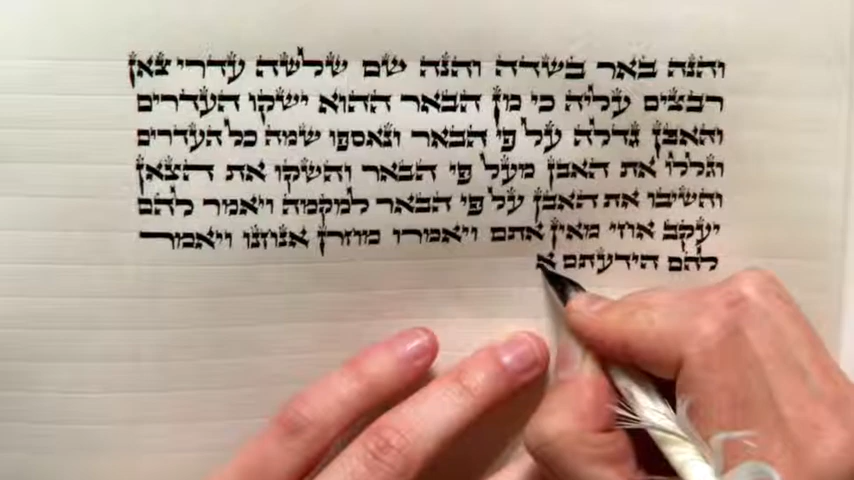 והנה באר בשדה והנה שם שלשה עדרי צאן
רבצים עליה כי מן הבאר ההוא ישקו העדרים
והאבן גדלה על פי הבאר ונאספו שמה כל העדרים
וגללו את האבן מעל פי הבאר והשקו את הצאן
והשיבו את האבן על פי הבאר למקמה ויאמר להם
יעקב אחי מאין אתם ויאמרו מחרן אנחנו ויאמר
להם הידעתם א